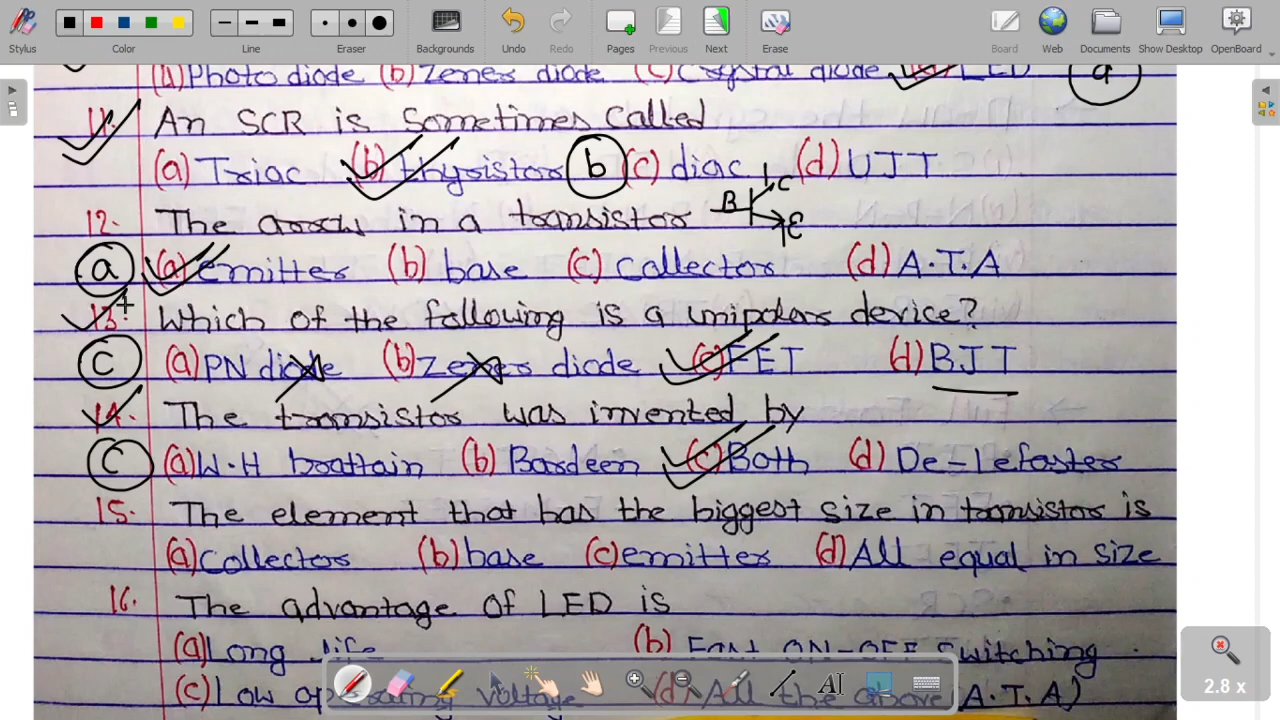 Stylus Color Line Eraser Backgrounds Undo Redo Pages Previous Next Erase Board Web Documents Show Desktop OpenBoard
(a) Photo diode (b) Zener diode (c) Crystal diode (d) LED d
11. An SCR is Sometimes Called
(a) Triac (b) thyristor b (c) diac (d) UJT
B C E
12. The arrow in a transistor
a (a) emitter (b) base (c) Collector (d) A.T.A
13. Which of the following is a unipolar device?
C (a) PN diode (b) Zener diode (c) FET (d) BJT
14. The transistor was invented by
C (a) W.H brattain (b) Bardeen (c) Both (d) De-lefaster
15. The element that has the biggest size in transistor is
(a) Collector (b) base (c) emitter (d) All equal in size
16. The advantage of LED is
(a) Long life (b) Fast ON-OFF Switching
(c) Low operating voltage (d) All the above (A.T.A)
2.8 x